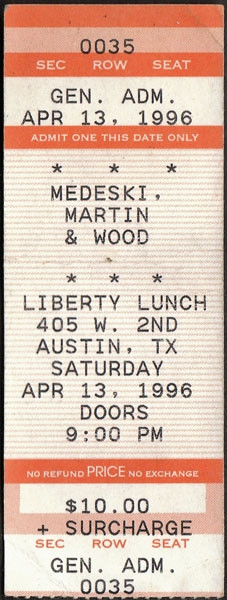 0035
SEC ROW SEAT
GEN. ADM.
APR 13, 1996
ADMIT ONE THIS DATE ONLY
* * *
MEDESKI,
MARTIN
& WOOD
* * *
LIBERTY LUNCH
405 W. 2ND
AUSTIN, TX
SATURDAY
APR 13, 1996
DOORS
9:00 PM
NO REFUND PRICE NO EXCHANGE
$10.00
+ SURCHARGE
SEC ROW SEAT
GEN. ADM.
0035